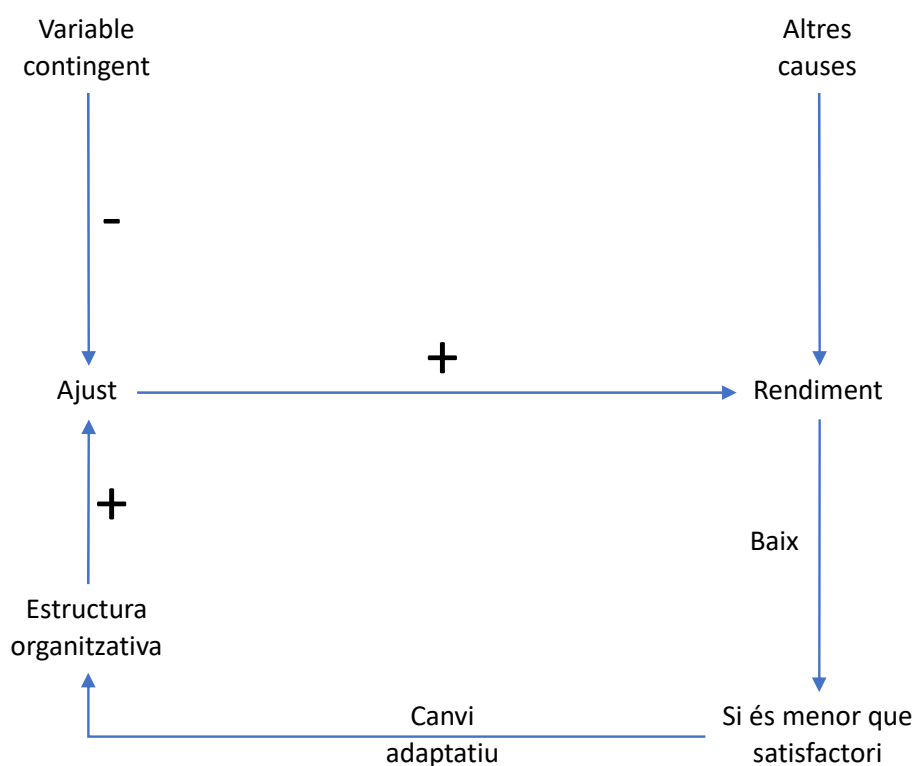 Variable
contingent
Altres
causes
-
+
Ajust
Rendiment
+
Baix
Estructura
organitzativa
Canvi
adaptatiu
Si és menor que
satisfactori